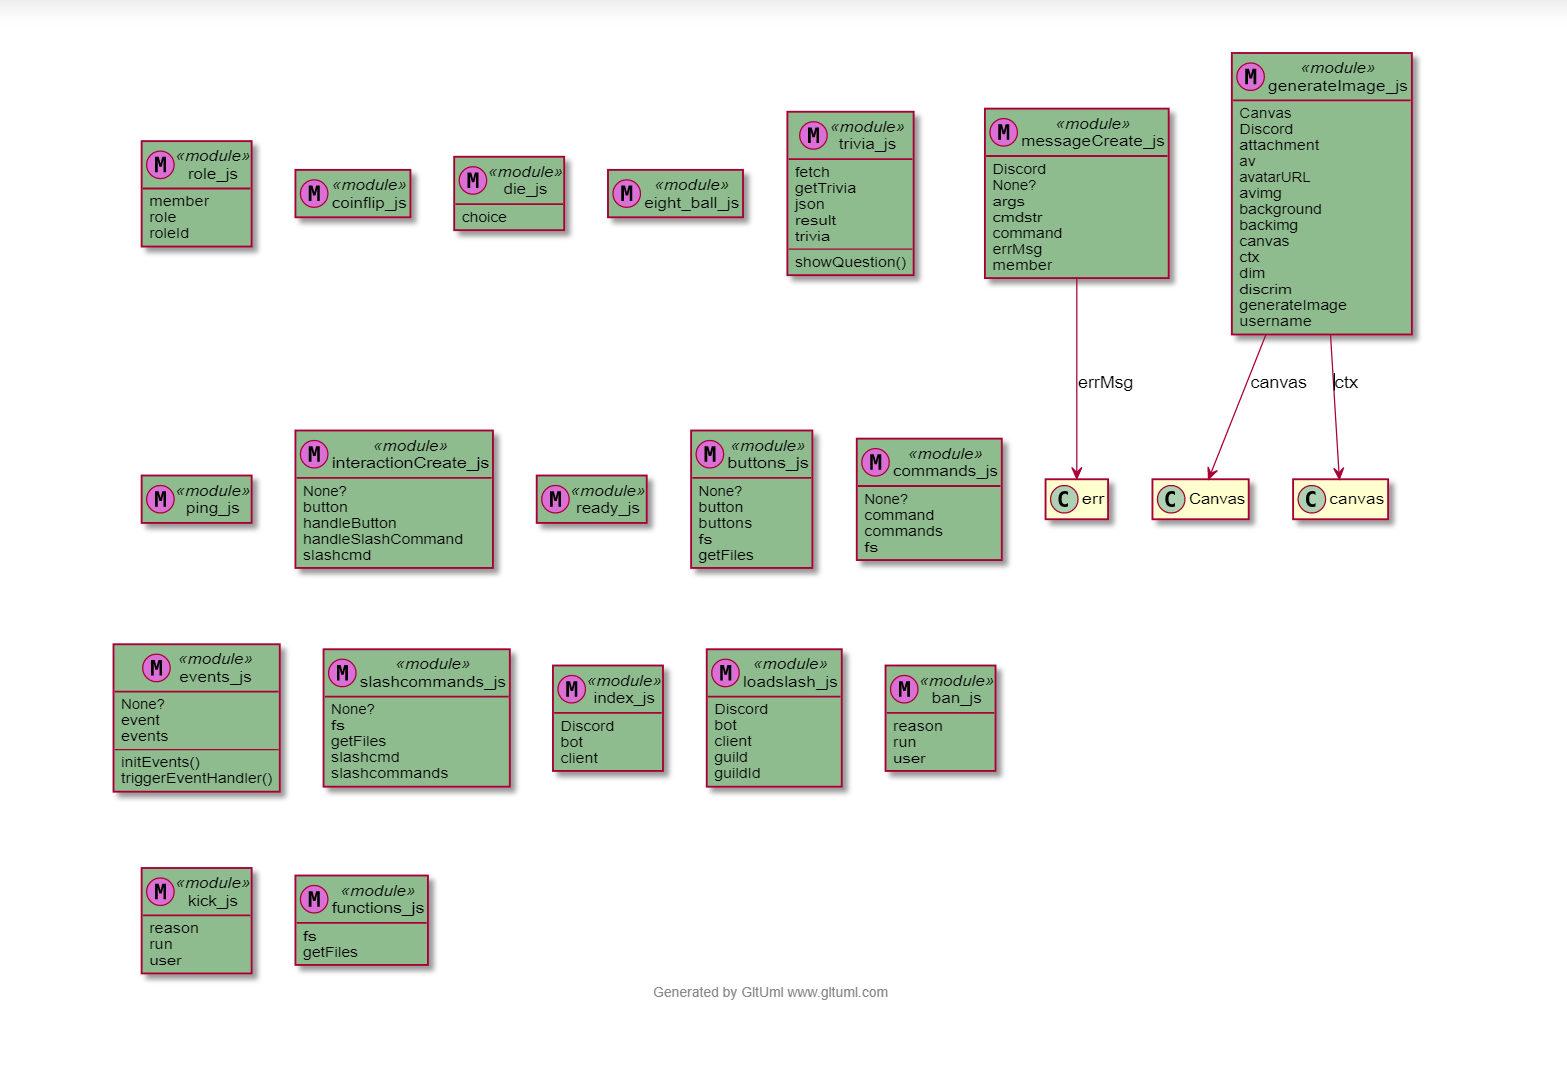 M «module»
role_js
member
role
roleId
M «module»
coinflip_js
M «module»
die_js
choice
M «module»
eight_ball_js
M «module»
trivia_js
fetch
getTrivia
json
result
trivia
showQuestion()
M «module»
messageCreate_js
Discord
None?
args
cmdstr
command
errMsg
member
M «module»
generateImage_js
Canvas
Discord
attachment
av
avatarURL
avimg
background
backimg
canvas
ctx
dim
discrim
generateImage
username
errMsg
canvas
ctx
M «module»
ping_js
M «module»
interactionCreate_js
None?
button
handleButton
handleSlashCommand
slashcmd
M «module»
ready_js
M «module»
buttons_js
None?
button
buttons
fs
getFiles
M «module»
commands_js
None?
command
commands
fs
C err
C Canvas
C canvas
M «module»
events_js
None?
event
events
initEvents()
triggerEventHandler()
M «module»
slashcommands_js
None?
fs
getFiles
slashcmd
slashcommands
M «module»
index_js
Discord
bot
client
M «module»
loadslash_js
Discord
bot
client
guild
guildId
M «module»
ban_js
reason
run
user
M «module»
kick_js
reason
run
user
M «module»
functions_js
fs
getFiles
Generated by GitUml www.gituml.com